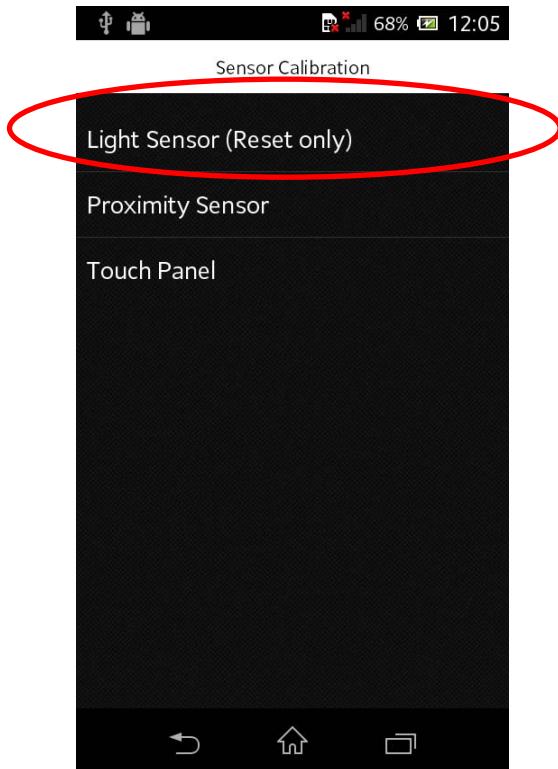 68% 12:05
Sensor Calibration
Light Sensor (Reset only)
Proximity Sensor
Touch Panel